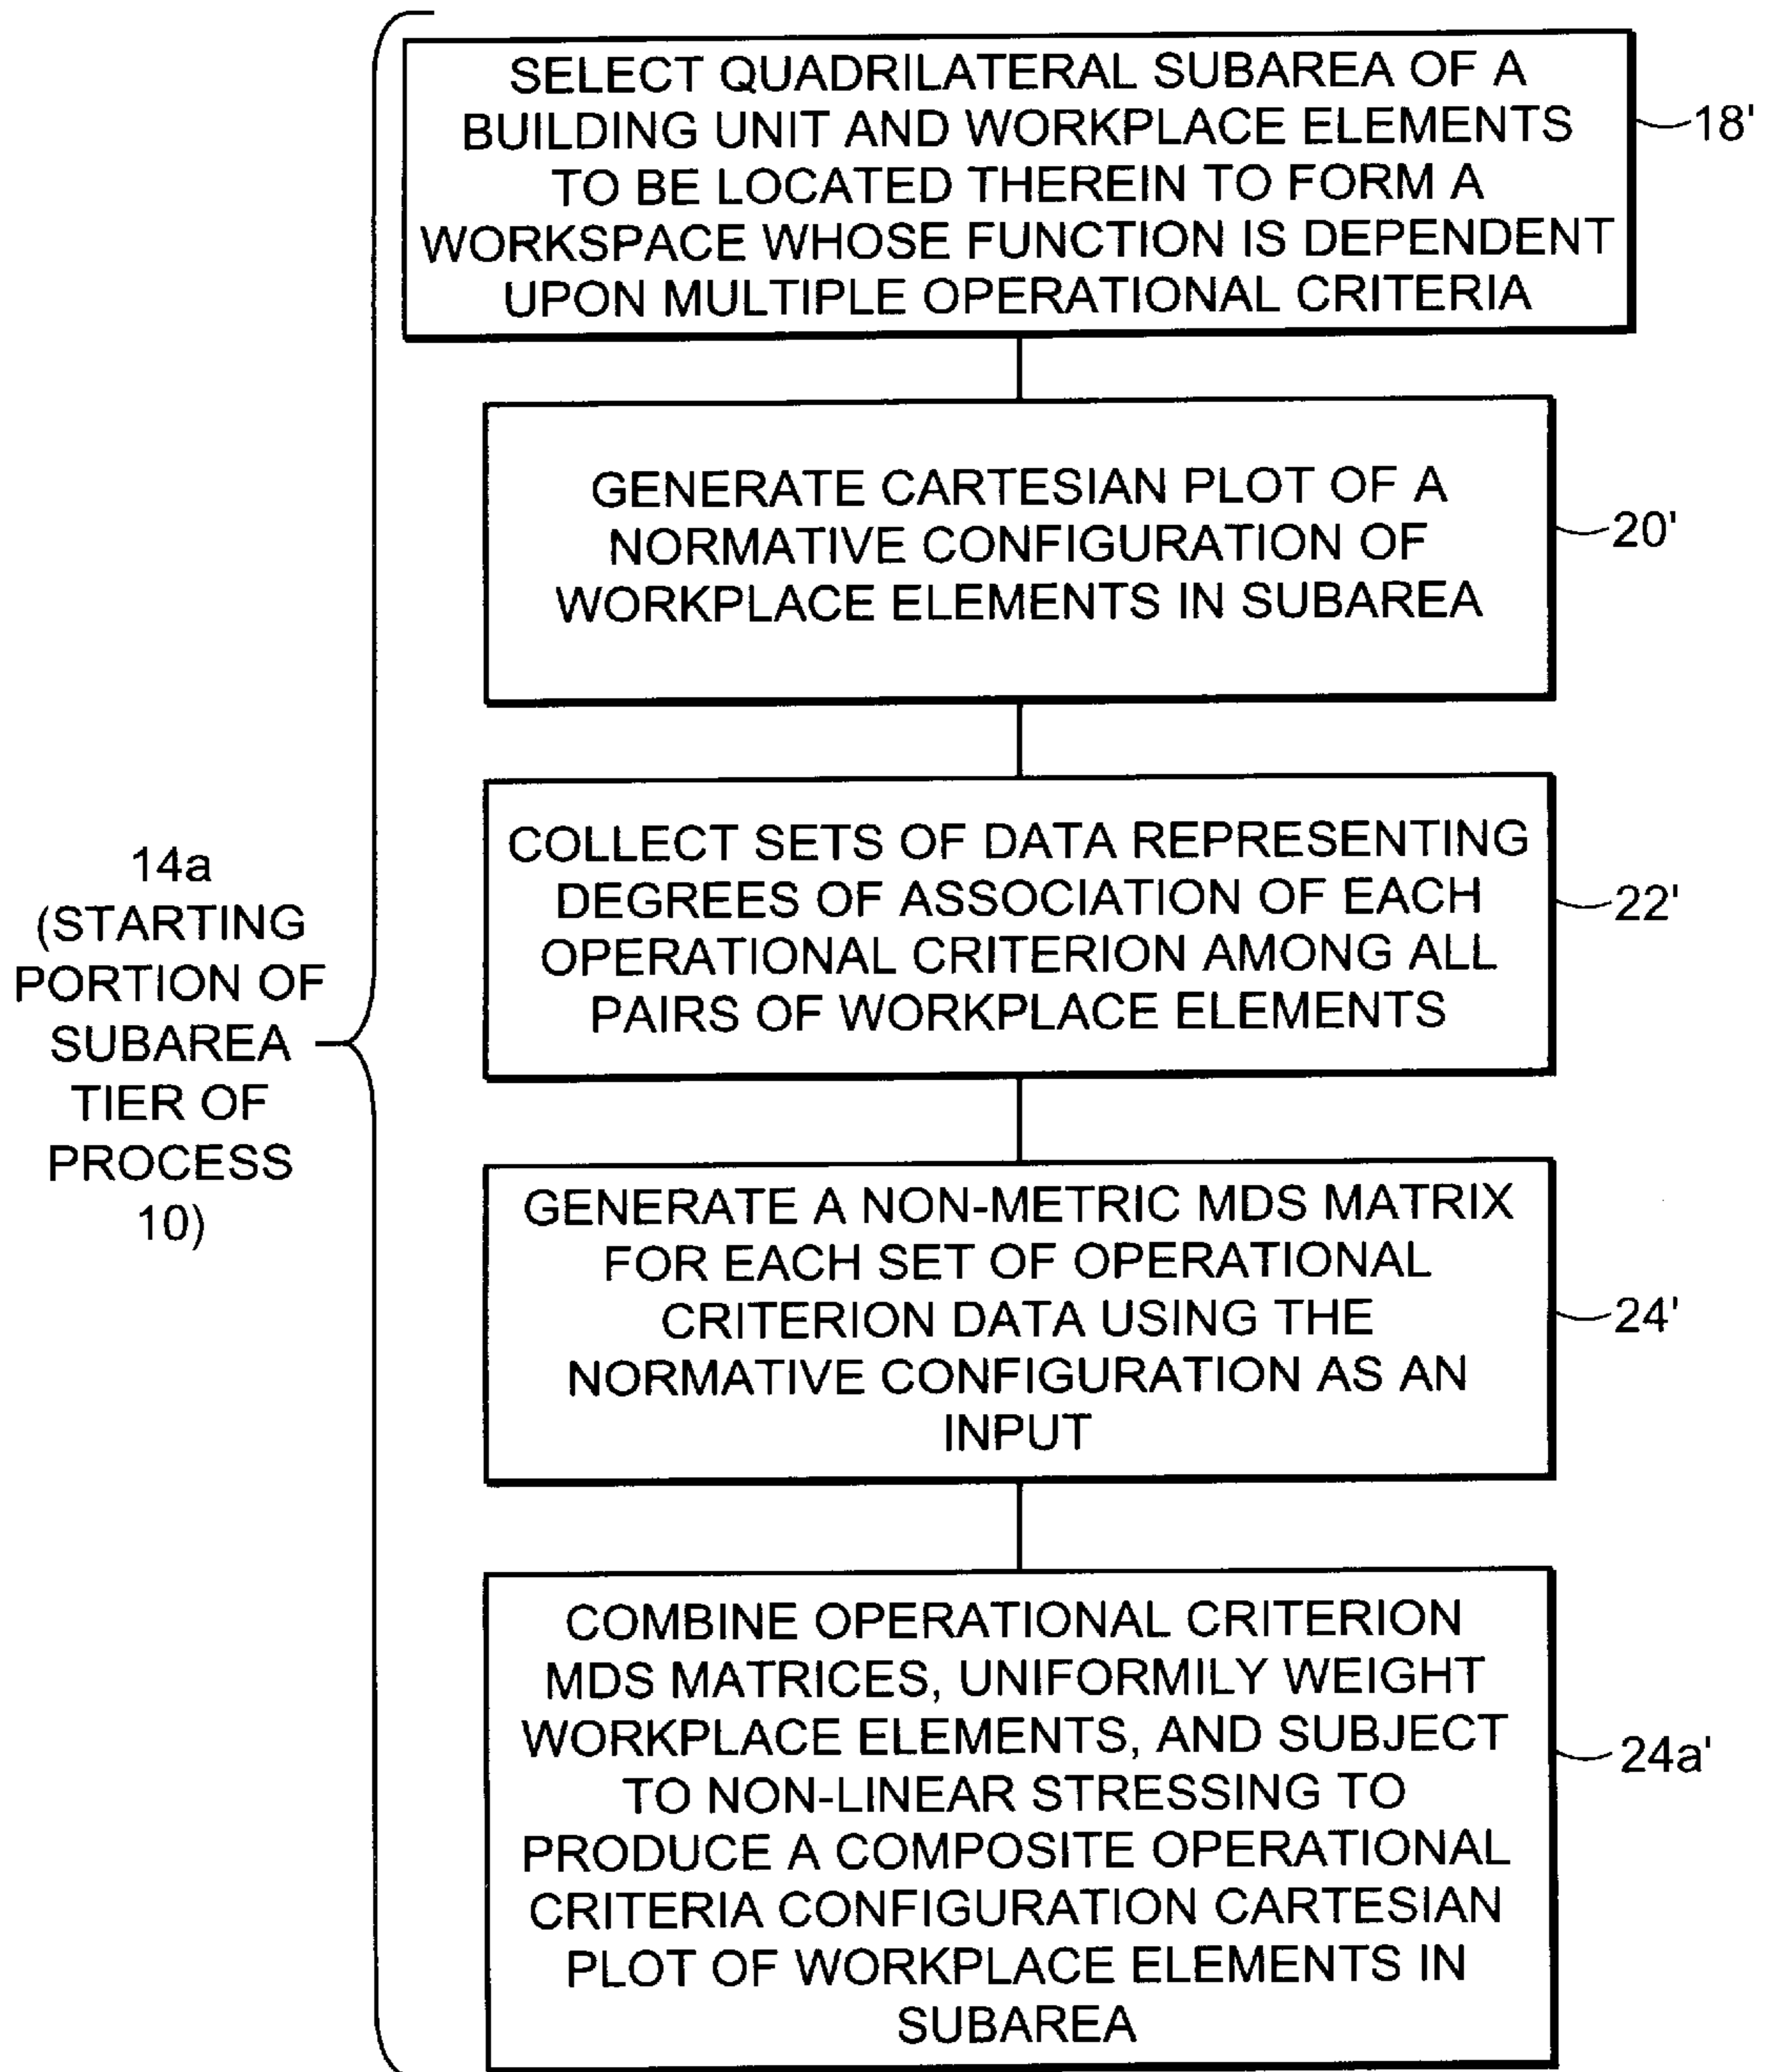 SELECT QUADRILATERAL SUBAREA OF A
BUILDING UNIT AND WORKPLACE ELEMENTS
TO BE LOCATED THEREIN TO FORM A
WORKSPACE WHOSE FUNCTION IS DEPENDENT
UPON MULTIPLE OPERATIONAL CRITERIA
18'
GENERATE CARTESIAN PLOT OF A
NORMATIVE CONFIGURATION OF
WORKPLACE ELEMENTS IN SUBAREA
20'
COLLECT SETS OF DATA REPRESENTING
DEGREES OF ASSOCIATION OF EACH
OPERATIONAL CRITERION AMONG ALL
PAIRS OF WORKPLACE ELEMENTS
22'
14a
(STARTING
PORTION OF
SUBAREA
TIER OF
PROCESS
10)
GENERATE A NON-METRIC MDS MATRIX
FOR EACH SET OF OPERATIONAL
CRITERION DATA USING THE
NORMATIVE CONFIGURATION AS AN
INPUT
24'
COMBINE OPERATIONAL CRITERION
MDS MATRICES, UNIFORMILY WEIGHT
WORKPLACE ELEMENTS, AND SUBJECT
TO NON-LINEAR STRESSING TO
PRODUCE A COMPOSITE OPERATIONAL
CRITERIA CONFIGURATION CARTESIAN
PLOT OF WORKPLACE ELEMENTS IN
SUBAREA
24a'